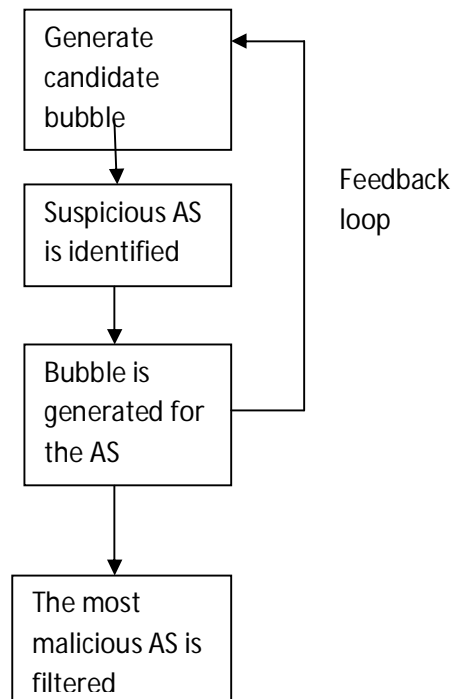 Generate
candidate
bubble
Feedback
loop
Suspicious AS
is identified
Bubble is
generated for
the AS
The most
malicious AS is
filtered